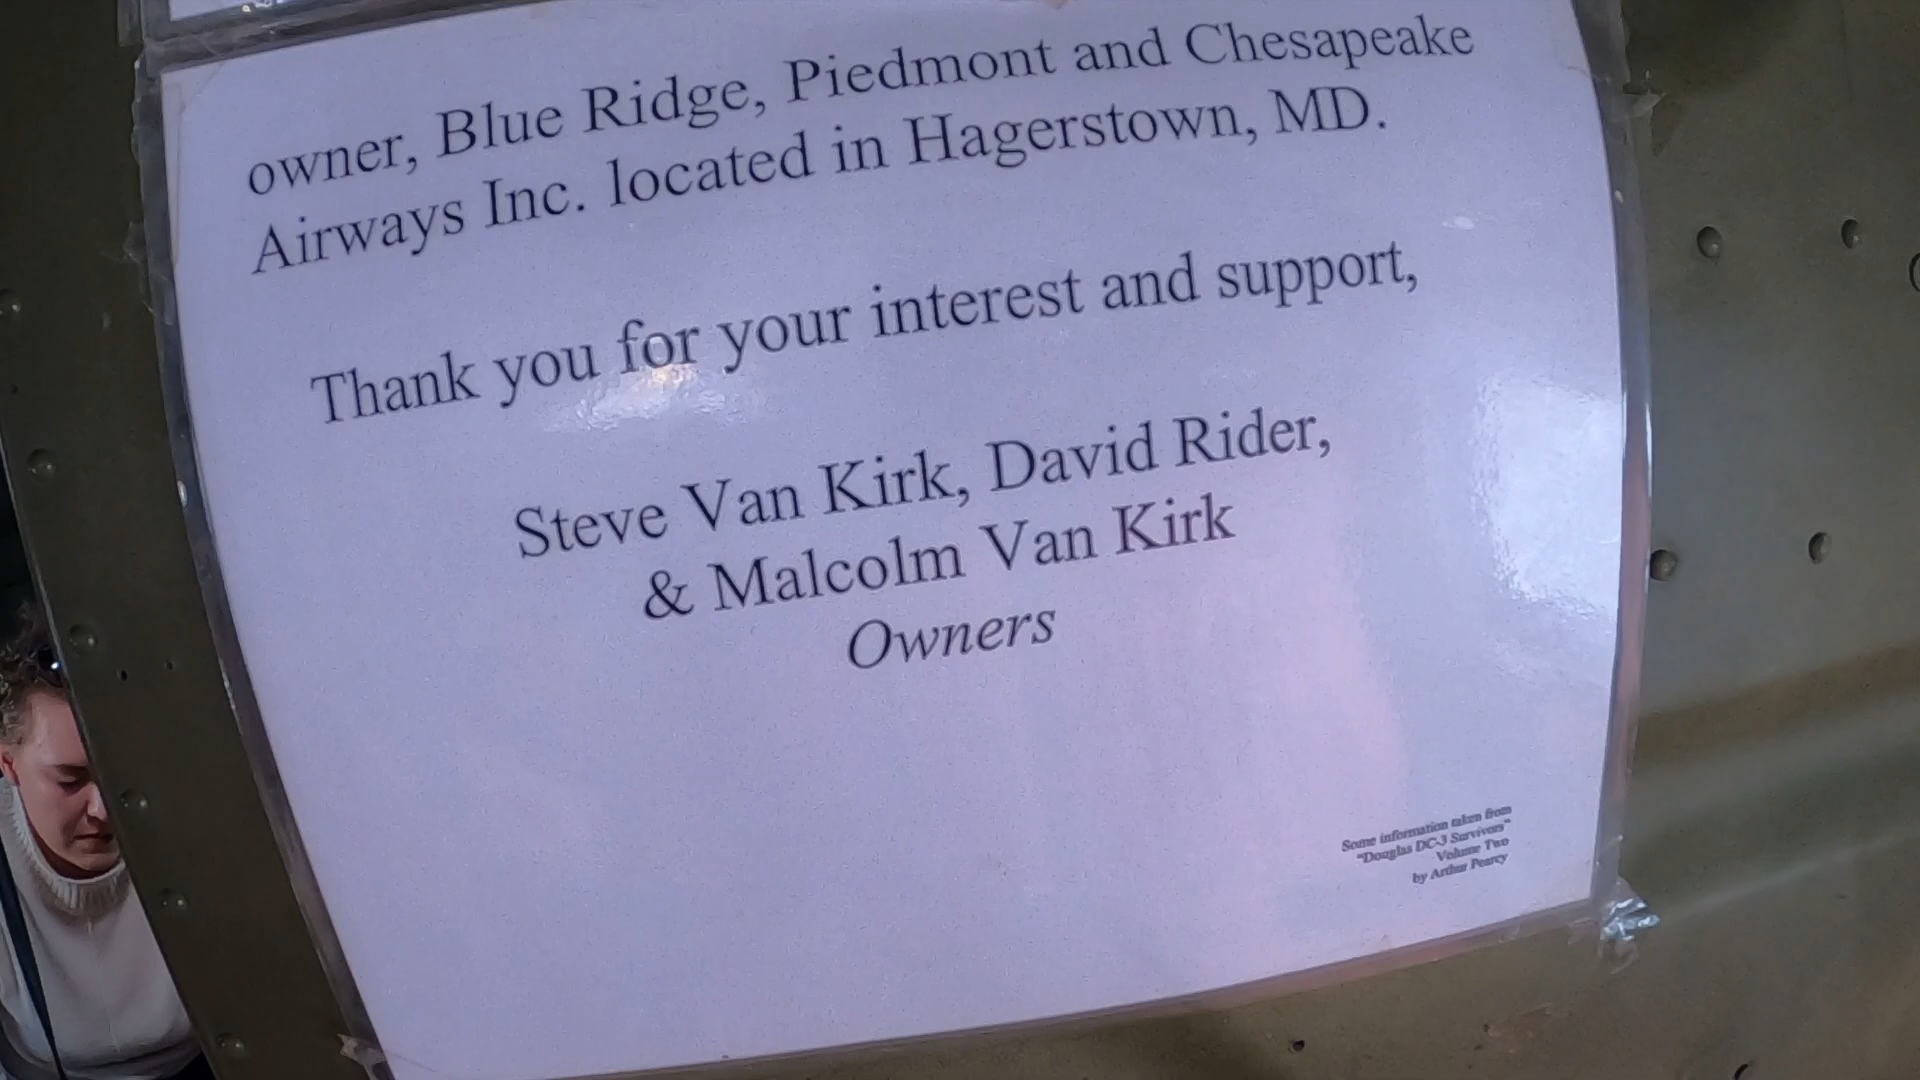 owner, Blue Ridge, Piedmont and Chesapeake
Airways Inc. located in Hagerstown, MD.
Thank you for your interest and support,
Steve Van Kirk, David Rider,
& Malcolm Van Kirk
Owners
Some information taken from
"Douglas DC-3 Survivors"
Volume Two
by Arthur Pearcy